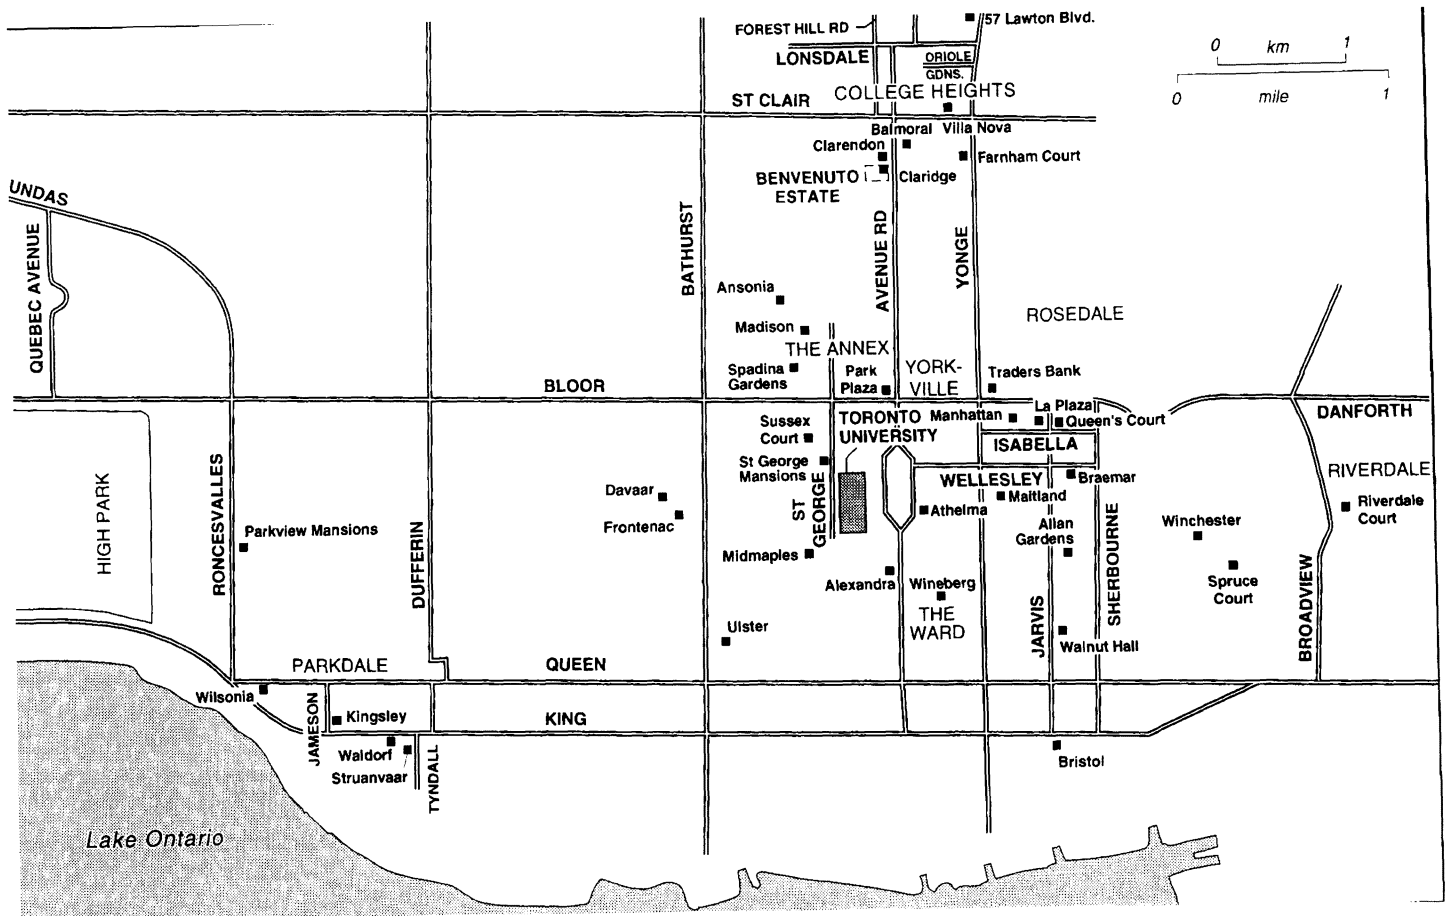 FOREST HILL RD
57 Lawton Blvd.
LONSDALE
ORIOLE
GDNS.
0 km 1
0 mile 1
ST CLAIR
COLLEGE HEIGHTS
Balmoral
Villa Nova
Clarendon
Farnham Court
BENVENUTO
ESTATE
Claridge
UNDAS
QUEBEC AVENUE
BATHURST
AVENUE RD
YONGE
Ansonia
Madison
ROSEDALE
THE ANNEX
Spadina
Gardens
Park
Plaza
YORK-
VILLE
Traders Bank
BLOOR
DANFORTH
TORONTO
UNIVERSITY
Manhattan
La Plaza
Queen's Court
Sussex
Court
ISABELLA
St George
Mansions
WELLESLEY
Braemar
RIVERDALE
HIGH PARK
RONCESVALLES
Parkview Mansions
DUFFERIN
Davaar
Frontenac
ST
GEORGE
Athelma
Maitland
Allan
Gardens
SHERBOURNE
Winchester
Riverdale
Court
Midmaples
Alexandra
Wineberg
Spruce
Court
THE
WARD
JARVIS
BROADVIEW
Ulster
Walnut Hall
PARKDALE
QUEEN
Wilsonia
JAMESON
Kingsley
KING
Waldorf
Struanvaar
TYNDALL
Bristol
Lake Ontario